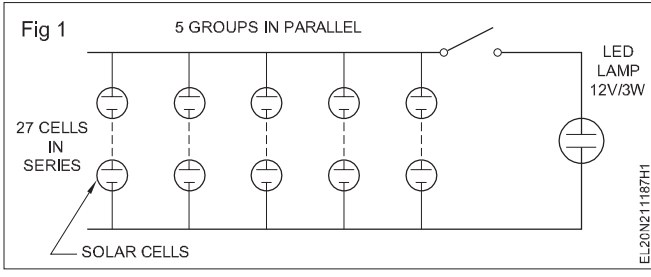 Fig 1
5 GROUPS IN PARALLEL
LED
LAMP
12V/3W
27 CELLS
IN
SERIES
SOLAR CELLS
EL20N211187H1